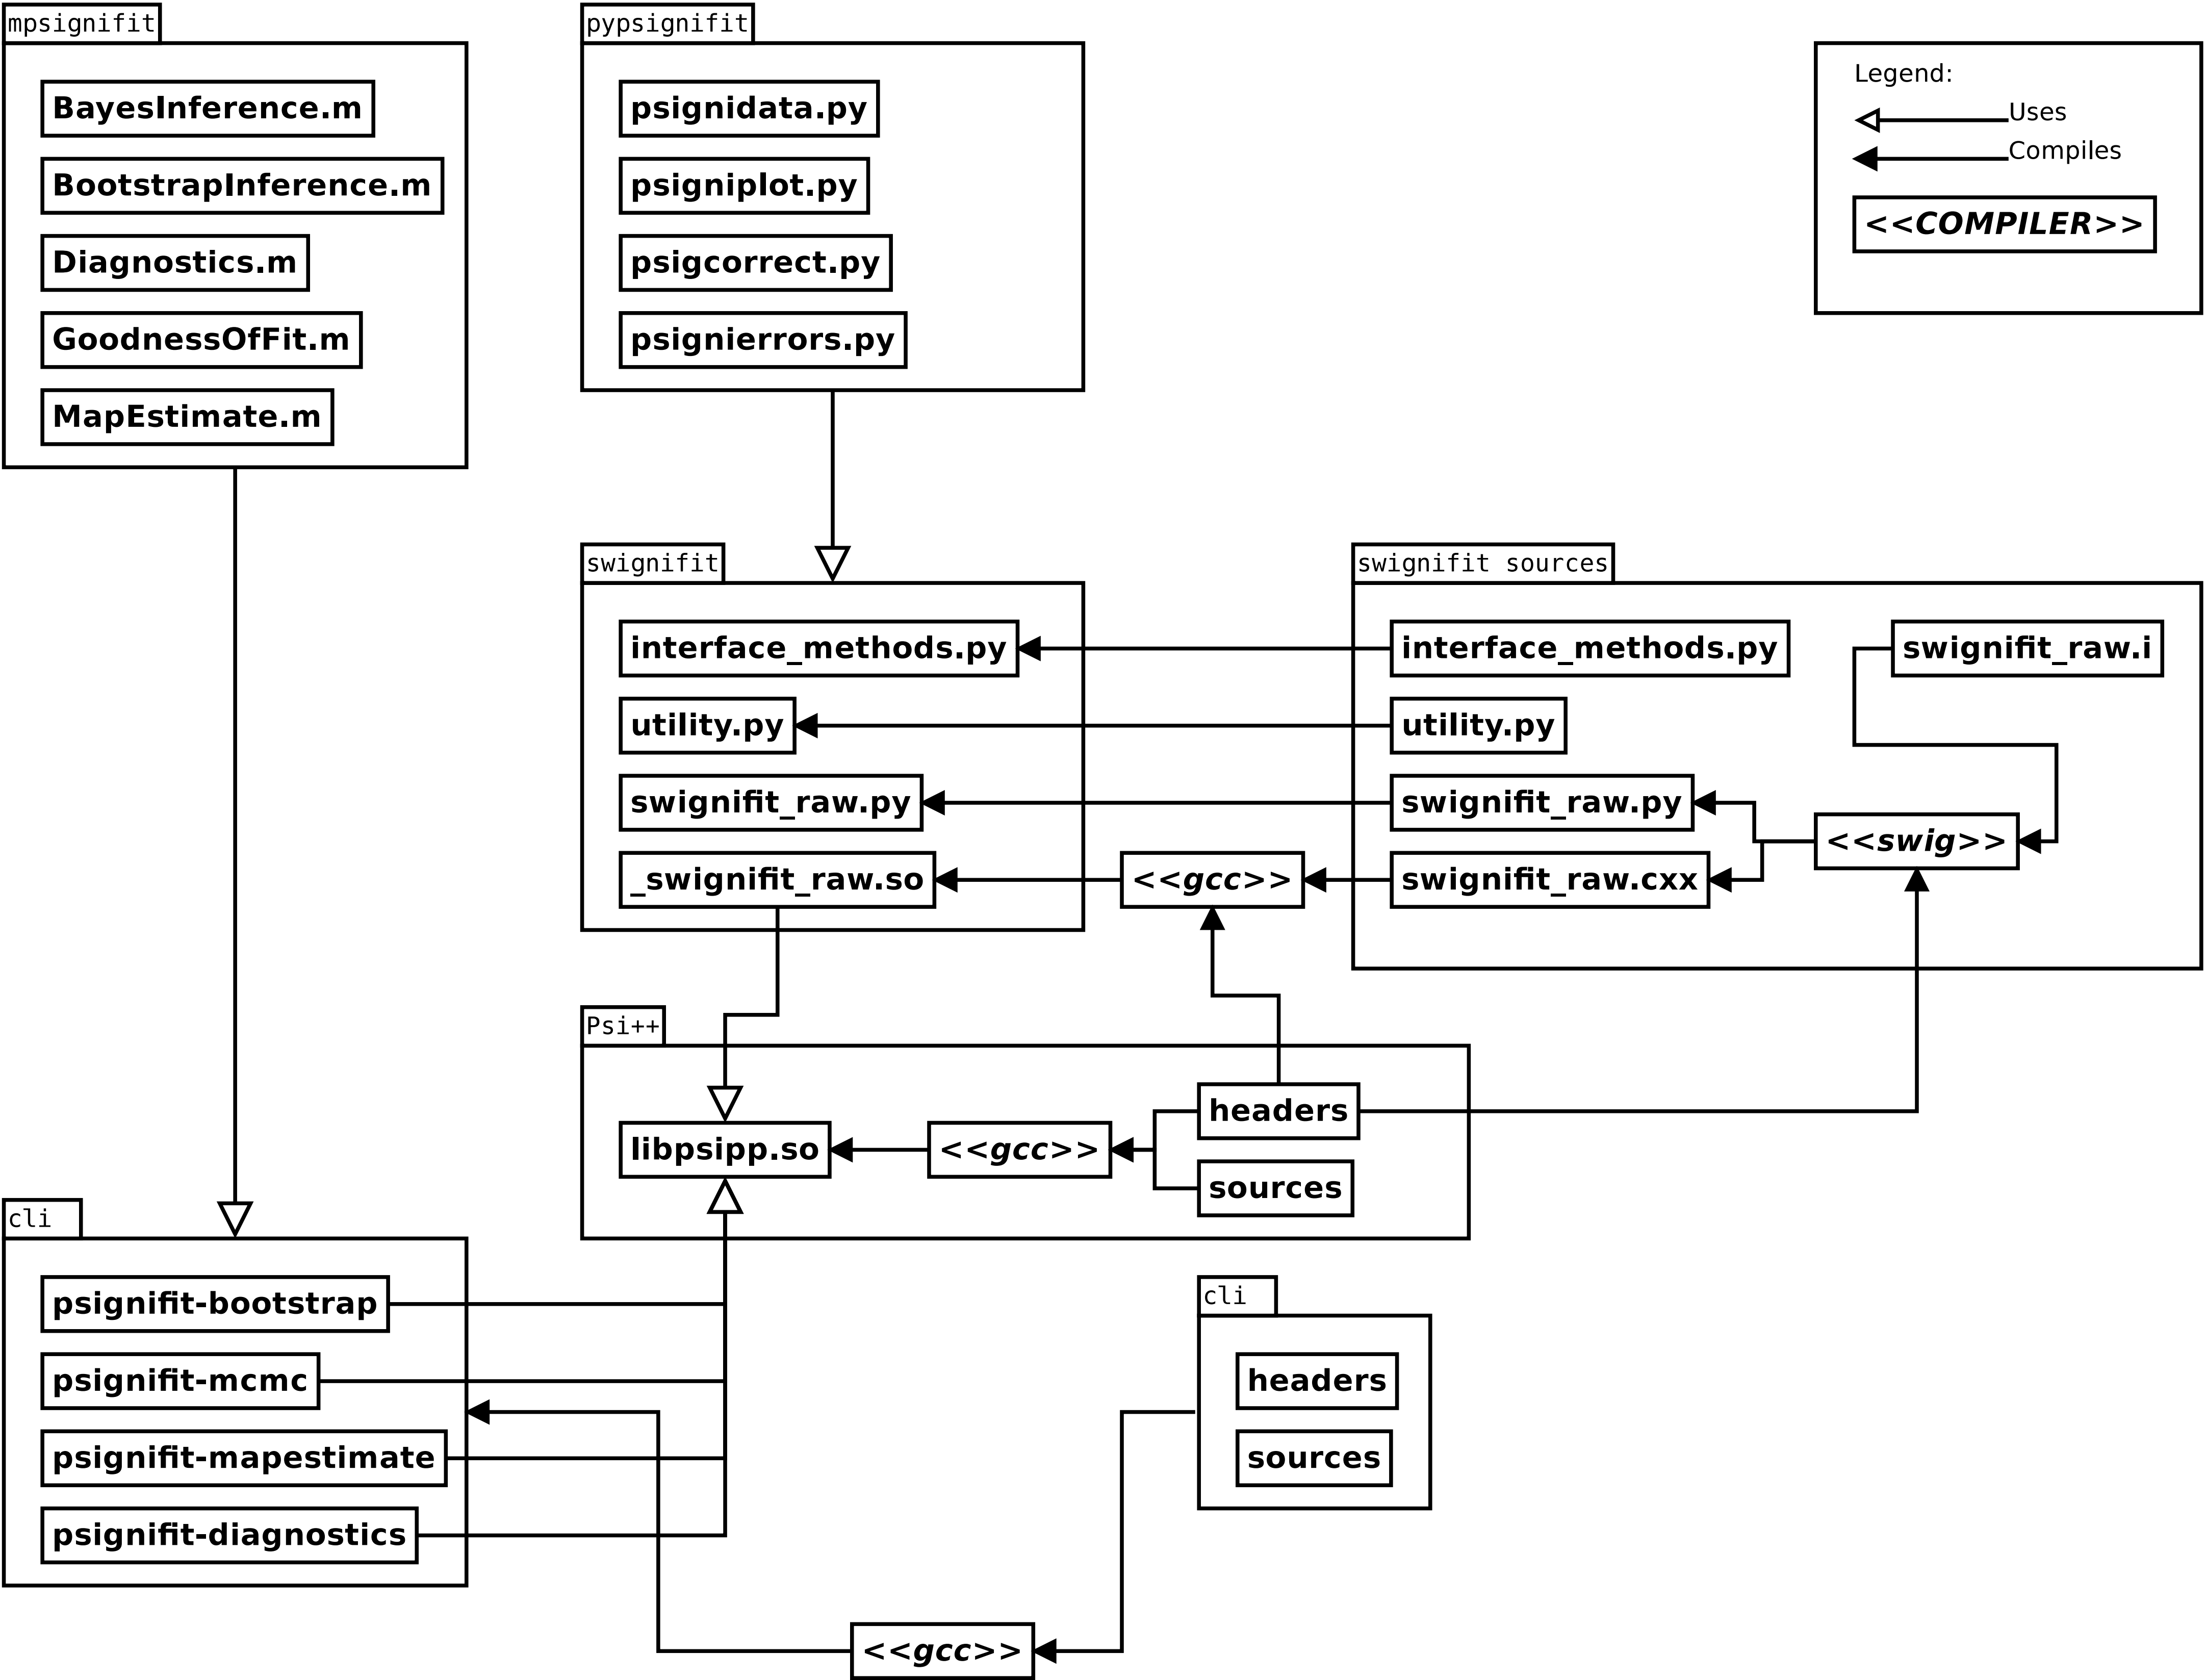 mpsignifit
BayesInference.m
BootstrapInference.m
Diagnostics.m
GoodnessOfFit.m
MapEstimate.m
pypsignifit
psignidata.py
psigniplot.py
psigcorrect.py
psignierrors.py
Legend:
Uses
Compiles
<<COMPILER>>
swignifit
interface_methods.py
utility.py
swignifit_raw.py
_swignifit_raw.so
<<gcc>>
swignifit sources
interface_methods.py
swignifit_raw.i
utility.py
swignifit_raw.py
<<swig>>
swignifit_raw.cxx
Psi++
libpsipp.so
<<gcc>>
headers
sources
cli
psignifit-bootstrap
psignifit-mcmc
psignifit-mapestimate
psignifit-diagnostics
cli
headers
sources
<<gcc>>